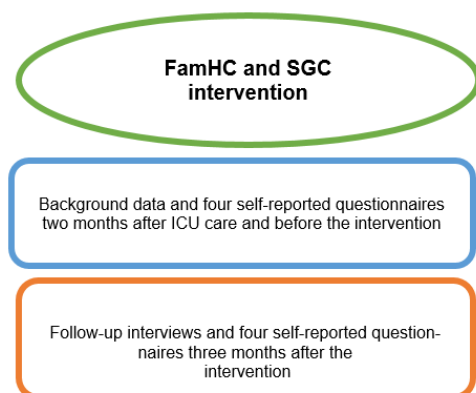 FamHC and SGC
intervention
Background data and four self-reported questionnaires
two months after ICU care and before the intervention
Follow-up interviews and four self-reported question-
naires three months after the
intervention